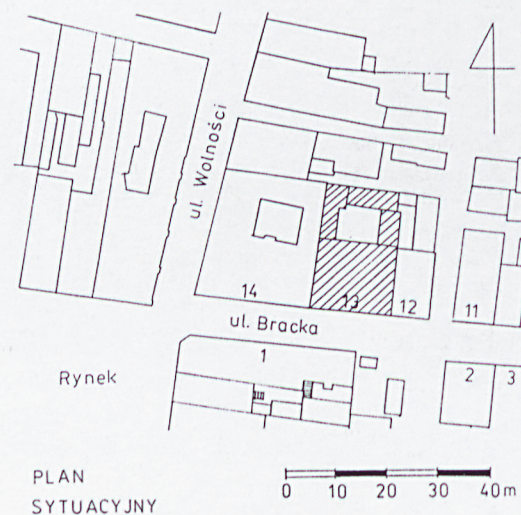 ul. Wolności
14
13
12
11
ul. Bracka
1
2
3
Rynek
PLAN
SYTUACYJNY
0 10 20 30 40m